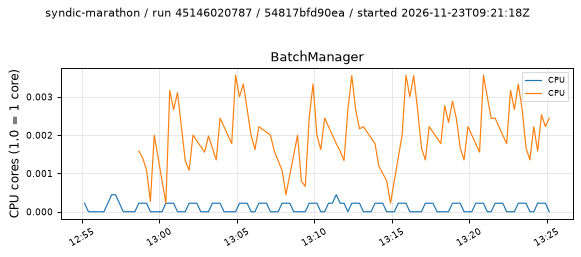 syndic-marathon / run 45146020787 / 54817bfd90ea / started 2026-11-23T09:21:18Z
BatchManager
CPU cores (1.0 = 1 core)
0.003
0.002
0.001
0.000
CPU
CPU
12:55
13:00
13:05
13:10
13:15
13:20
13:25